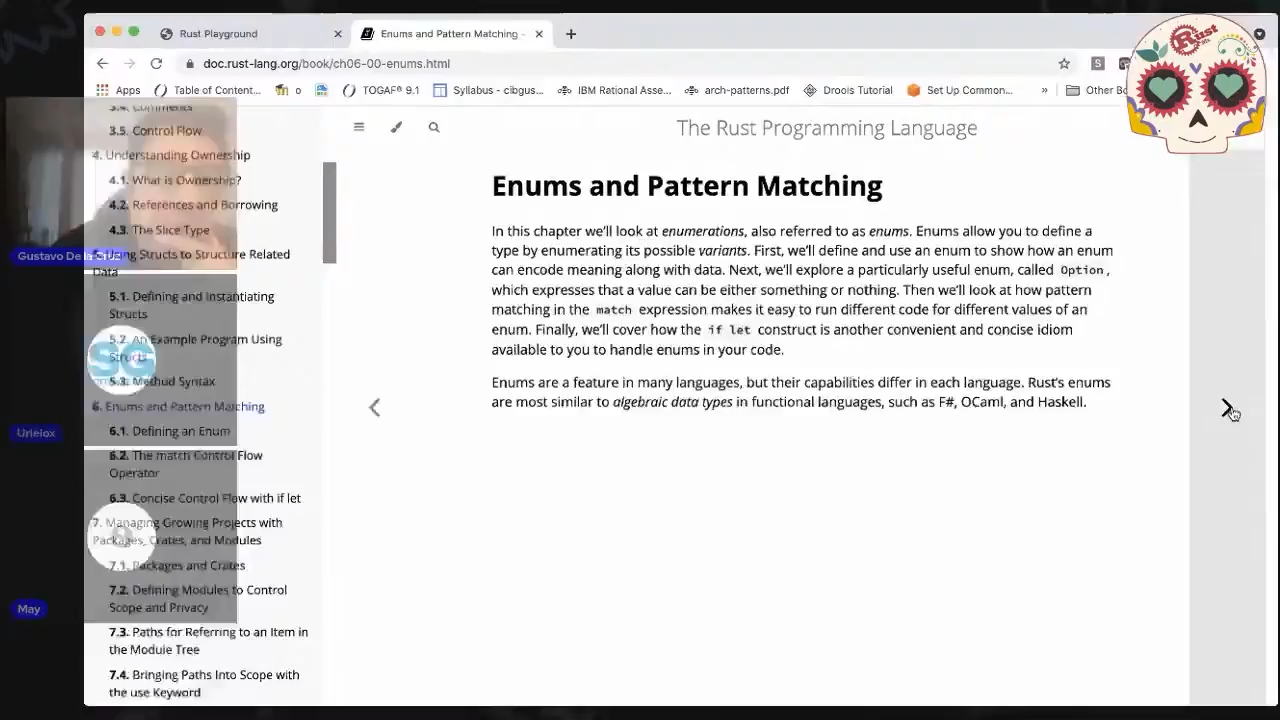 Rust Playground
Enums and Pattern Matching -
doc.rust-lang.org/book/ch06-00-enums.html
S
Apps
Table of Content...
o
TOGAF® 9.1
Syllabus - cibgus...
IBM Rational Asse...
arch-patterns.pdf
Droois Tutorial
Set Up Common...
»
Other Bo
Rust
3.4. Comments
3.5. Control Flow
4. Understanding Ownership
4.1. What is Ownership?
4.2. References and Borrowing
4.3. The Slice Type
Gustavo De la Cruz
5. Using Structs to Structure Related
Data
5.1. Defining and Instantiating
Structs
5.2. An Example Program Using
Structs
SG
5.3. Method Syntax
6. Enums and Pattern Matching
6.1. Defining an Enum
Urielox
6.2. The match Control Flow
Operator
6.3. Concise Control Flow with if let
7. Managing Growing Projects with
Packages, Crates, and Modules
7.1. Packages and Crates
7.2. Defining Modules to Control
Scope and Privacy
May
7.3. Paths for Referring to an Item in
the Module Tree
7.4. Bringing Paths Into Scope with
the use Keyword
The Rust Programming Language
Enums and Pattern Matching
In this chapter we'll look at enumerations, also referred to as enums. Enums allow you to define a
type by enumerating its possible variants. First, we'll define and use an enum to show how an enum
can encode meaning along with data. Next, we'll explore a particularly useful enum, called Option,
which expresses that a value can be either something or nothing. Then we'll look at how pattern
matching in the match expression makes it easy to run different code for different values of an
enum. Finally, we'll cover how the if let construct is another convenient and concise idiom
available to you to handle enums in your code.
Enums are a feature in many languages, but their capabilities differ in each language. Rust's enums
are most similar to algebraic data types in functional languages, such as F#, OCaml, and Haskell.